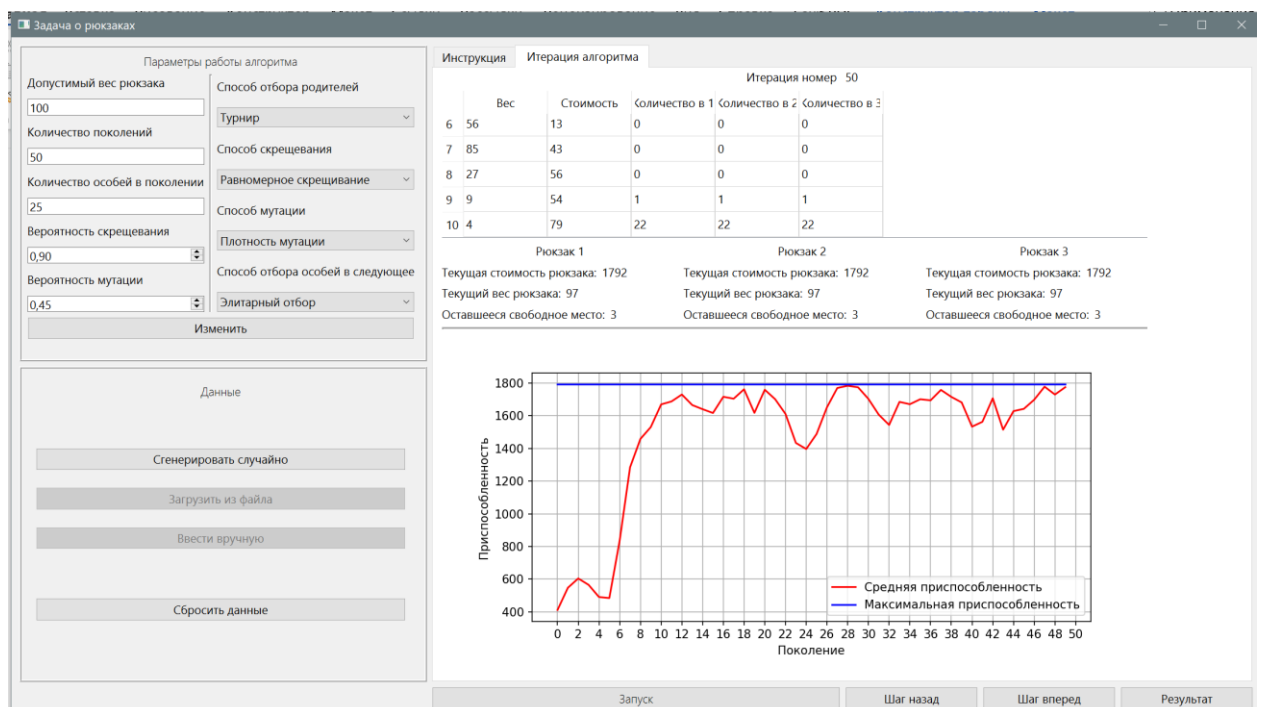 Задача о рюкзаках
Параметры работы алгоритма
Допустимый вес рюкзака
100
Количество поколений
50
Количество особей в поколении
25
Вероятность скрещевания
0,90
Вероятность мутации
0,45
Способ отбора родителей
Турнир
Способ скрещевания
Равномерное скрещивание
Способ мутации
Плотность мутации
Способ отбора особей в следующее
Элитарный отбор
Изменить
Данные
Сгенерировать случайно
Загрузить из файла
Ввести вручную
Сбросить данные
Инструкция Итерация алгоритма
Итерация номер 50
Вес Стоимость Количество в 1 Количество в 2 Количество в 3
6 56 13 0 0 0
7 85 43 0 0 0
8 27 56 0 0 0
9 9 54 1 1 1
10 4 79 22 22 22
Рюкзак 1 Рюкзак 2 Рюкзак 3
Текущая стоимость рюкзака: 1792 Текущая стоимость рюкзака: 1792 Текущая стоимость рюкзака: 1792
Текущий вес рюкзака: 97 Текущий вес рюкзака: 97 Текущий вес рюкзака: 97
Оставшееся свободное место: 3 Оставшееся свободное место: 3 Оставшееся свободное место: 3
1800
1600
1400
1200
1000
800
600
400
Приспособленность
Средняя приспособленность
Максимальная приспособленность
0 2 4 6 8 10 12 14 16 18 20 22 24 26 28 30 32 34 36 38 40 42 44 46 48 50
Поколение
Запуск Шаг назад Шаг вперед Результат